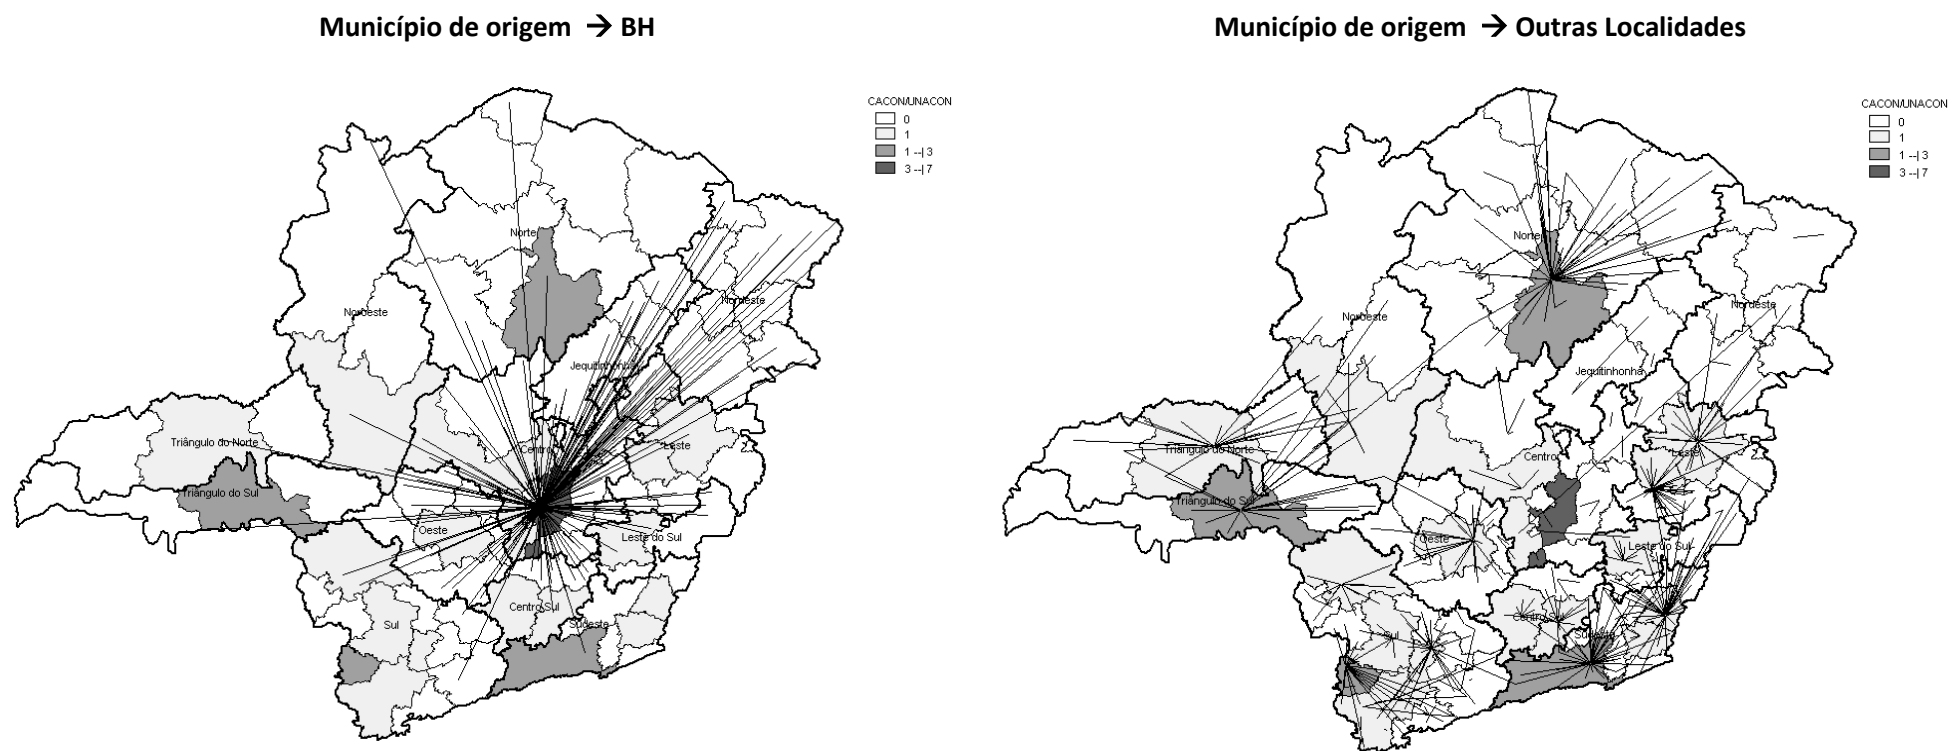 Município de origem → BH
CACON/UNACON
0
1
1 --| 3
3 --| 7
Norte
Noroeste
Nordeste
Jequitinhonha
Triângulo do Norte
Centro
Leste
Triângulo do Sul
Oeste
Leste do Sul
Centro Sul
Sul
Sudeste
Município de origem → Outras Localidades
CACON/UNACON
0
1
1 --| 3
3 --| 7
Norte
Noroeste
Nordeste
Jequitinhonha
Triângulo do Norte
Centro
Leste
Triângulo do Sul
Oeste
Leste do Sul
Centro Sul
Sul
Sudeste